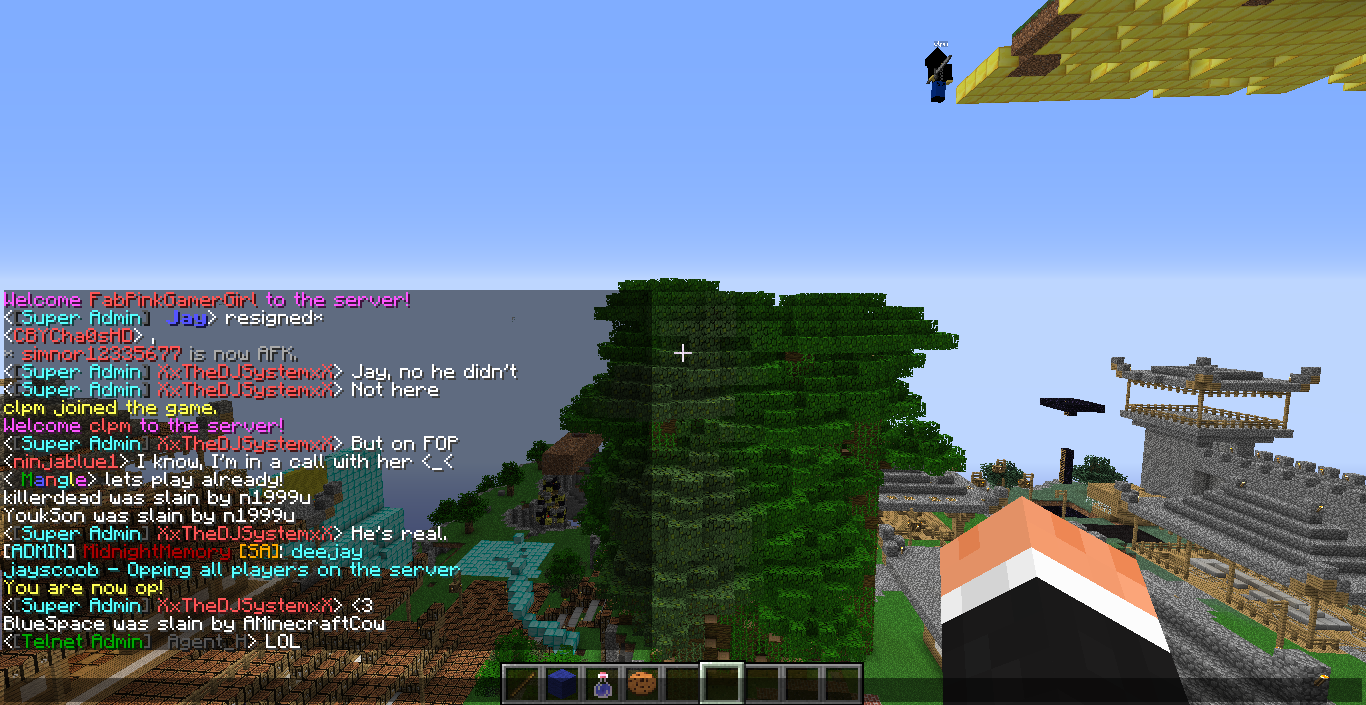 Welcome FabPinkGamerGirl to the server!
<[Super Admin] Jay> resigned*
<CBYCha0sHD> ,
* simnor12335677 is now AFK.
<[Super Admin] XxTheDJSystemxX> Jay, no he didn't
<[Super Admin] XxTheDJSystemxX> Not here
clpm joined the game.
Welcome clpm to the server!
<[Super Admin] XxTheDJSystemxX> But on FOP
<ninjablue1> I know, I'm in a call with her <_<
< Mangle> lets play already!
killerdead was slain by n1999u
YoukSon was slain by n1999u
<[Super Admin] XxTheDJSystemxX> He's real.
[ADMIN] MidnightMemory [SA]: deejay
jayscoob - Opping all players on the server
You are now op!
<[Super Admin] XxTheDJSystemxX> <3
BlueSpace was slain by AMinecraftCow
<[Telnet Admin] Agent_H> LOL